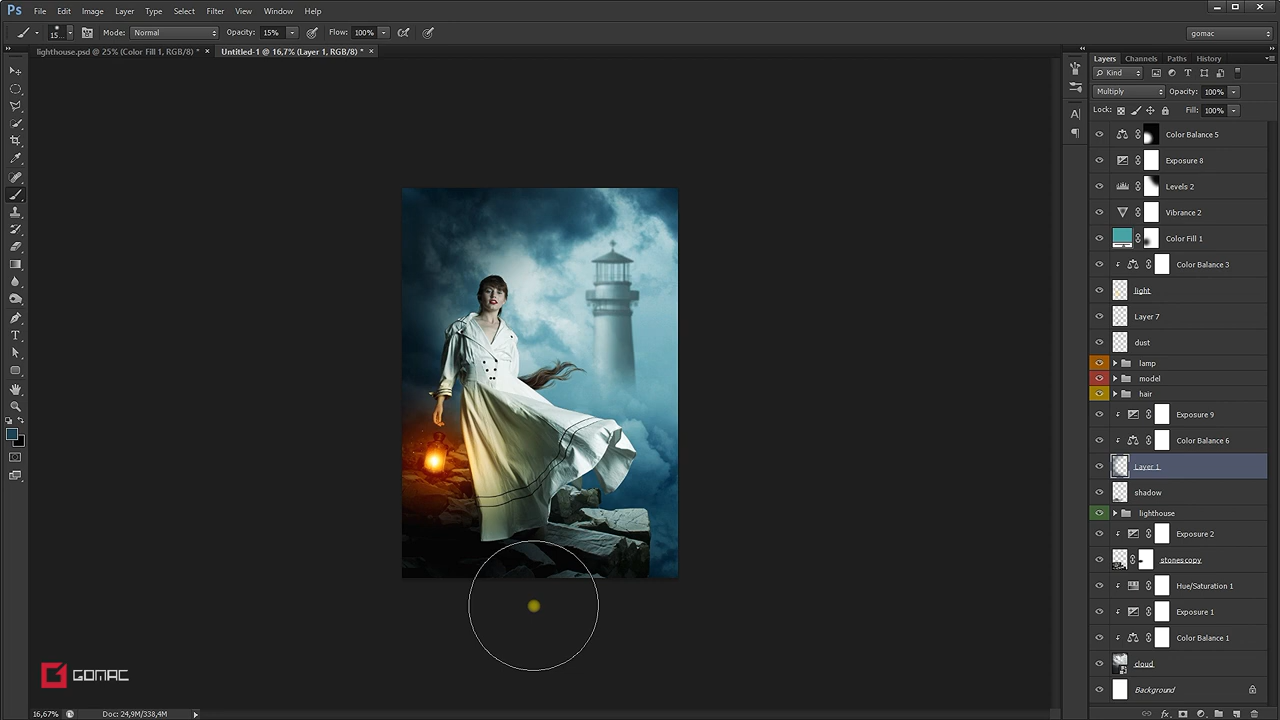 Ps File Edit Image Layer Type Select Filter View Window Help
Mode: Normal Opacity: 15% Flow: 100% gomac
lighthouse.psd @ 25% (Color Fill 1, RGB/8) * × Untitled-1 @ 16,7% (Layer 1, RGB/8) * ×
Layers Channels Paths History
Kind
Multiply Opacity: 100%
Lock: Fill: 100%
Color Balance 5
Exposure 8
Levels 2
Vibrance 2
Color Fill 1
Color Balance 3
light
Layer 7
dust
lamp
model
hair
Exposure 9
Color Balance 6
Layer 1
shadow
lighthouse
Exposure 2
stones copy
Hue/Saturation 1
Exposure 1
Color Balance 1
cloud
Background
GOMAC
16,67% Doc: 24,9M/338,4M